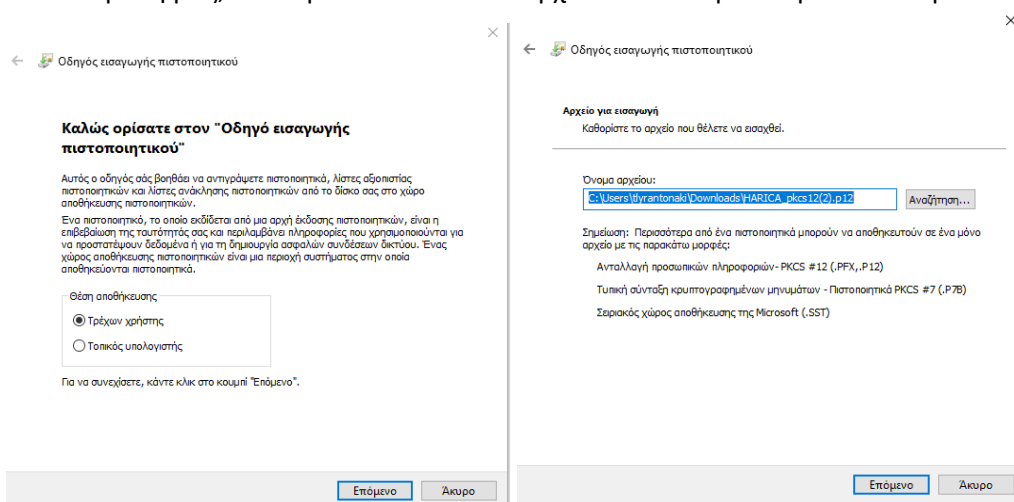 Οδηγός εισαγωγής πιστοποιητικού
Καλώς ορίσατε στον "Οδηγό εισαγωγής
πιστοποιητικού"
Αυτός ο οδηγός σάς βοηθάει να αντιγράψετε πιστοποιητικά, λίστες αξιοπιστίας
πιστοποιητικών και λίστες ανάκλησης πιστοποιητικών από το δίσκο σας στο χώρο
αποθήκευσης πιστοποιητικών.
Ένα πιστοποιητικό, το οποίο εκδίδεται από μια αρχή έκδοσης πιστοποιητικών, είναι η
επιβεβαίωση της ταυτότητάς σας και περιλαμβάνει πληροφορίες που χρησιμοποιούνται για
να προστατέψουν δεδομένα ή για τη δημιουργία ασφαλών συνδέσεων δικτύου. Ένας
χώρος αποθήκευσης πιστοποιητικών είναι μια περιοχή συστήματος στην οποία
αποθηκεύονται πιστοποιητικά.
Θέση αποθήκευσης
Τρέχων χρήστης
Τοπικός υπολογιστής
Για να συνεχίσετε, κάντε κλικ στο κουμπί "Επόμενο".
Επόμενο Άκυρο
Οδηγός εισαγωγής πιστοποιητικού
Αρχείο για εισαγωγή
Καθορίστε το αρχείο που θέλετε να εισαχθεί.
Όνομα αρχείου:
C:\Users\tlyrantonaki\Downloads\HARICA_pkcs12(2).p12 Αναζήτηση...
Σημείωση: Περισσότερα από ένα πιστοποιητικά μπορούν να αποθηκευτούν σε ένα μόνο
αρχείο με τις παρακάτω μορφές:
Ανταλλαγή προσωπικών πληροφοριών- PKCS #12 (.PFX,.P12)
Τυπική σύνταξη κρυπτογραφημένων μηνυμάτων - Πιστοποιητικά PKCS #7 (.P7B)
Σειριακός χώρος αποθήκευσης της Microsoft (.SST)
Επόμενο Άκυρο